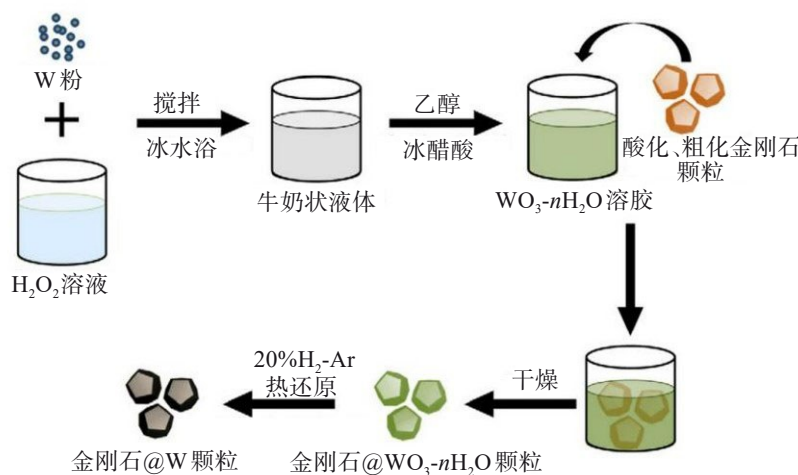 W粉
H₂O₂溶液
搅拌
冰水浴
牛奶状液体
乙醇
冰醋酸
WO₃-nH₂O溶胶
酸化、粗化金刚石
颗粒
干燥
金刚石@WO₃-nH₂O颗粒
20%H₂-Ar
热还原
金刚石@W颗粒